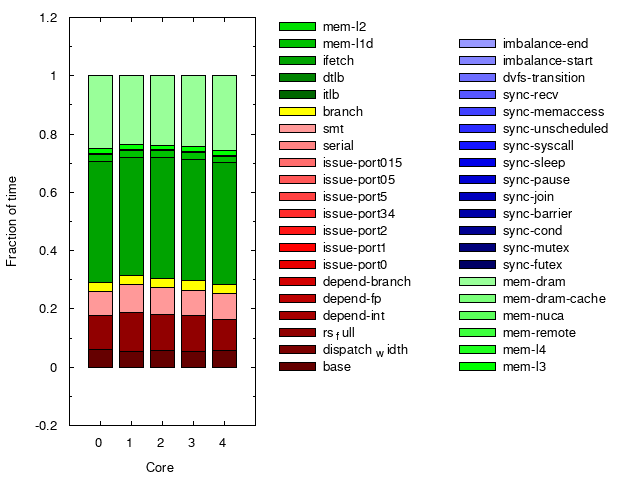 1.2
1
0.8
0.6
0.4
0.2
0
-0.2
Fraction of time
0 1 2 3 4
Core
mem-l2
mem-l1d
ifetch
dtlb
itlb
branch
smt
serial
issue-port015
issue-port05
issue-port5
issue-port34
issue-port2
issue-port1
issue-port0
depend-branch
depend-fp
depend-int
rs f ull
dispatch w idth
base
imbalance-end
imbalance-start
dvfs-transition
sync-recv
sync-memaccess
sync-unscheduled
sync-syscall
sync-sleep
sync-pause
sync-join
sync-barrier
sync-cond
sync-mutex
sync-futex
mem-dram
mem-dram-cache
mem-nuca
mem-remote
mem-l4
mem-l3